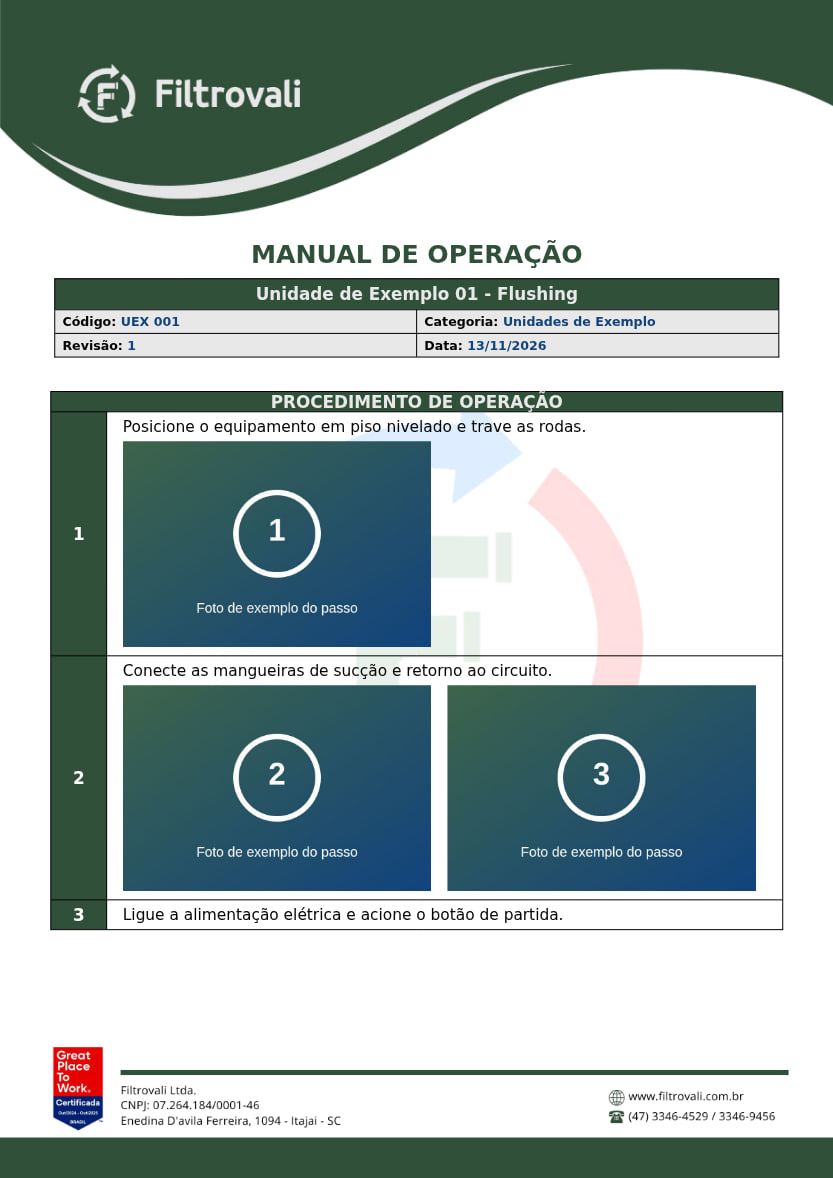 Filtrovali
MANUAL DE OPERAÇÃO
Unidade de Exemplo 01 - Flushing
Código: UEX 001
Categoria: Unidades de Exemplo
Revisão: 1
Data: 13/11/2026
PROCEDIMENTO DE OPERAÇÃO
1
Posicione o equipamento em piso nivelado e trave as rodas.
1
Foto de exemplo do passo
2
Conecte as mangueiras de sucção e retorno ao circuito.
2
Foto de exemplo do passo
3
Foto de exemplo do passo
3
Ligue a alimentação elétrica e acione o botão de partida.
Great
Place
To
Work.
Certificada
Out/2024 - Out/2025
BRASIL
Filtrovali Ltda.
CNPJ: 07.264.184/0001-46
Enedina D'avila Ferreira, 1094 - Itajai - SC
www.filtrovali.com.br
(47) 3346-4529 / 3346-9456